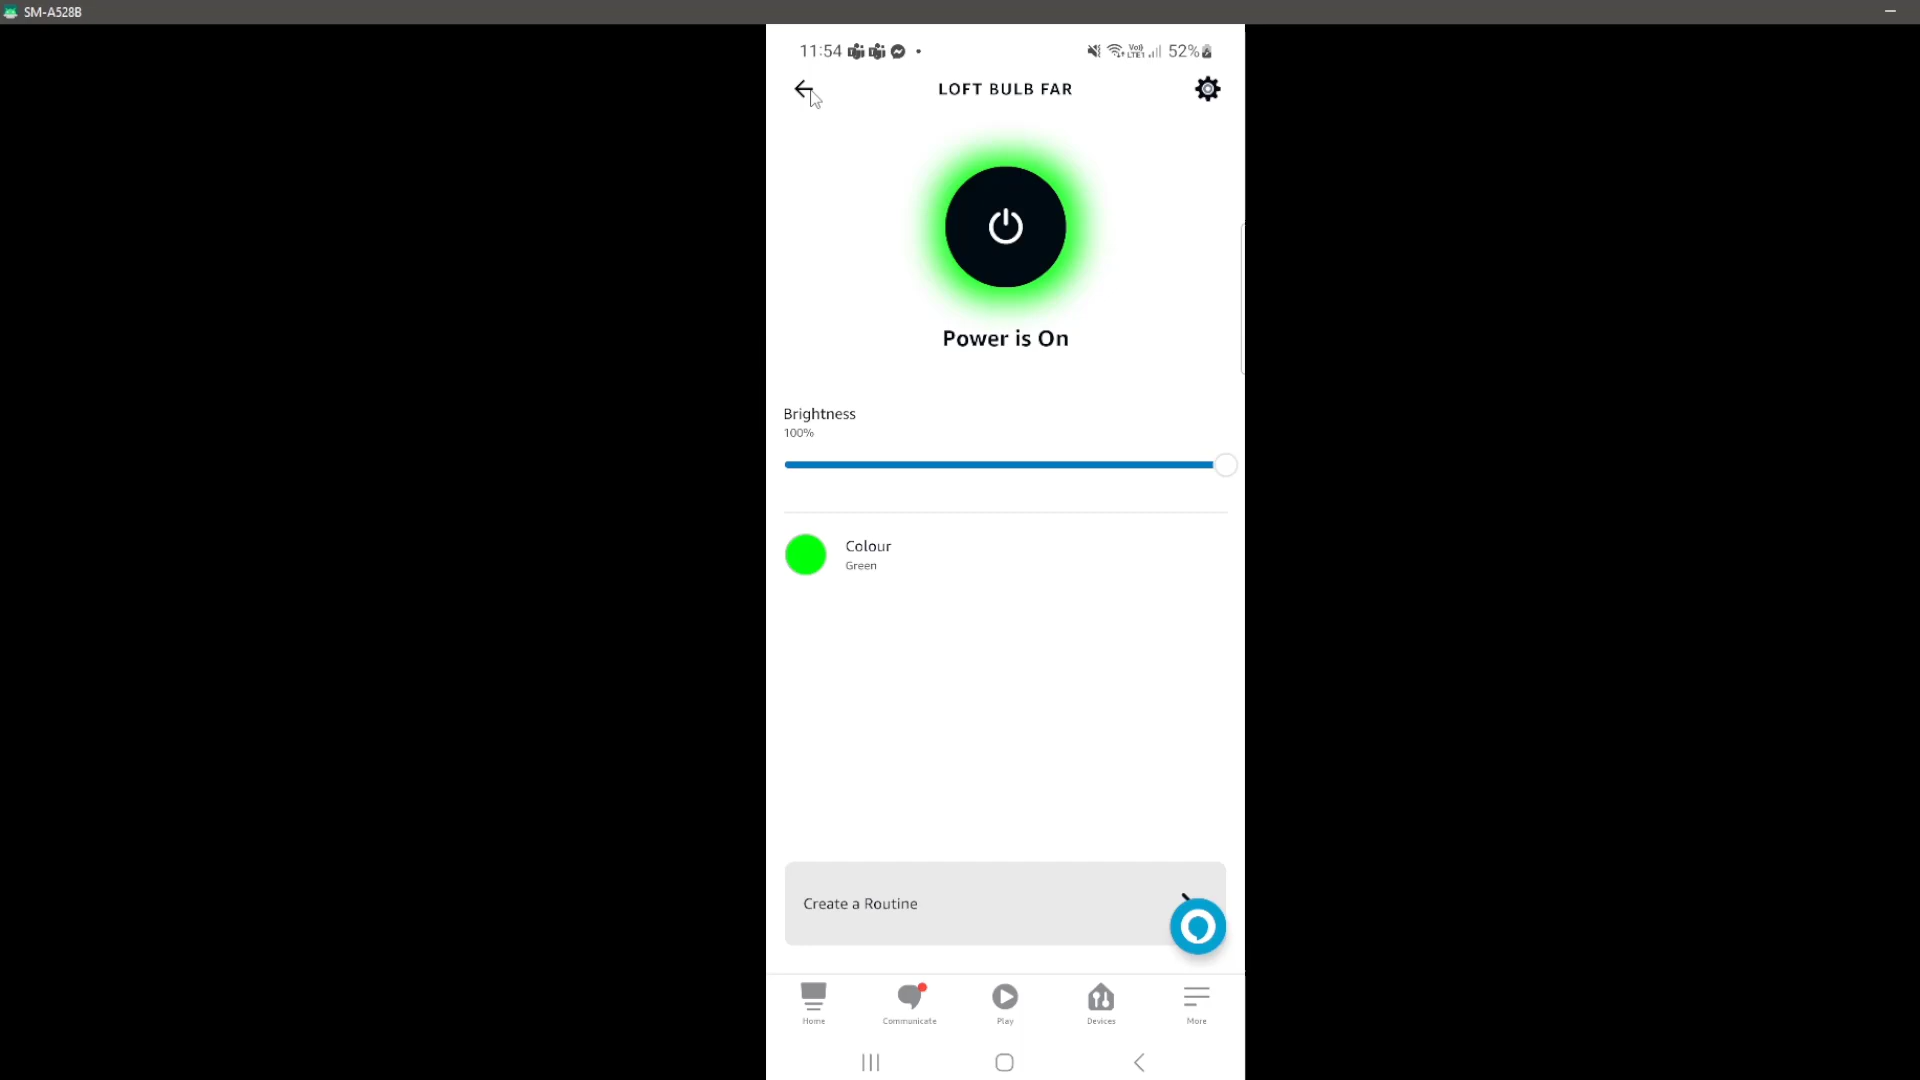 SM-A528B
11:54
52%
LOFT BULB FAR
Power is On
Brightness
100%
Colour
Green
Create a Routine
Home
Communicate
Play
Devices
More